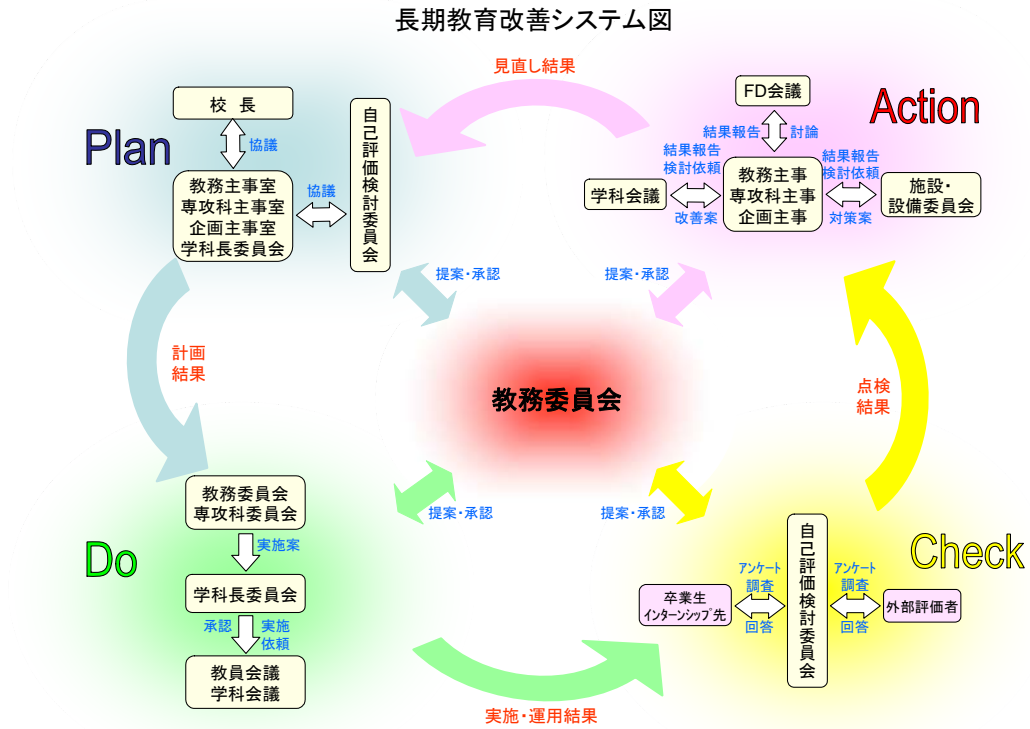 長期教育改善システム図
見直し結果
Plan
校 長
協議
教務主事室
専攻科主事室
企画主事室
学科長委員会
協議
自己評価検討委員会
提案・承認
Action
FD会議
結果報告
討論
結果報告
検討依頼
学科会議
改善案
教務主事
専攻科主事
企画主事
結果報告
検討依頼
対策案
施設・
設備委員会
提案・承認
計画
結果
教務委員会
点検
結果
Do
教務委員会
専攻科委員会
実施案
学科長委員会
承認
実施
依頼
教員会議
学科会議
提案・承認
提案・承認
Check
自己評価検討委員会
アンケート
調査
回答
卒業生
インターンシップ先
アンケート
調査
回答
外部評価者
実施・運用結果